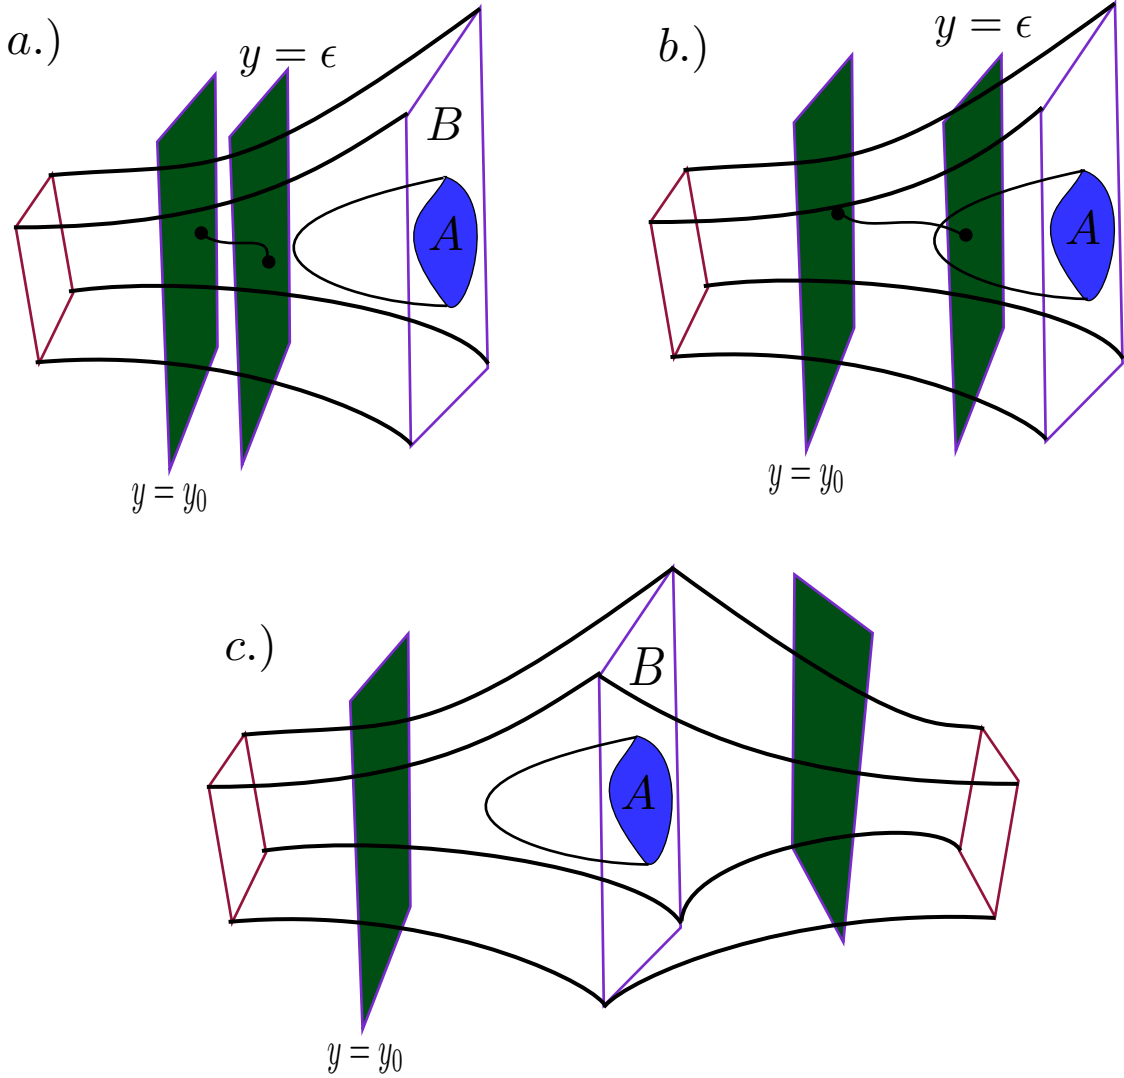 a.)
y = ϵ
B
A
y = y₀
b.)
y = ϵ
A
y = y₀
c.)
B
A
y = y₀